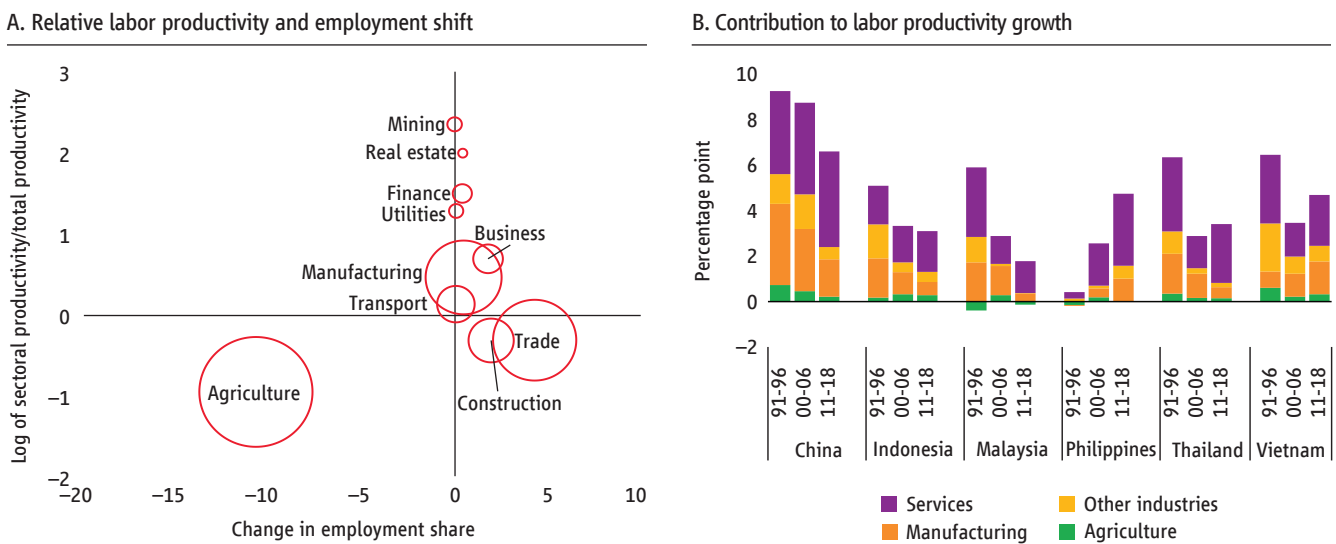 A. Relative labor productivity and employment shift
Log of sectoral productivity/total productivity
3
2
1
0
–1
–2
Mining
Real estate
Finance
Utilities
Business
Manufacturing
Transport
Trade
Agriculture
Construction
–20 –15 –10 –5 0 5 10
Change in employment share
B. Contribution to labor productivity growth
Percentage point
10
8
6
4
2
0
–2
91-96 00-06 11-18 91-96 00-06 11-18 91-96 00-06 11-18 91-96 00-06 11-18 91-96 00-06 11-18 91-96 00-06 11-18
China Indonesia Malaysia Philippines Thailand Vietnam
Services Other industries
Manufacturing Agriculture